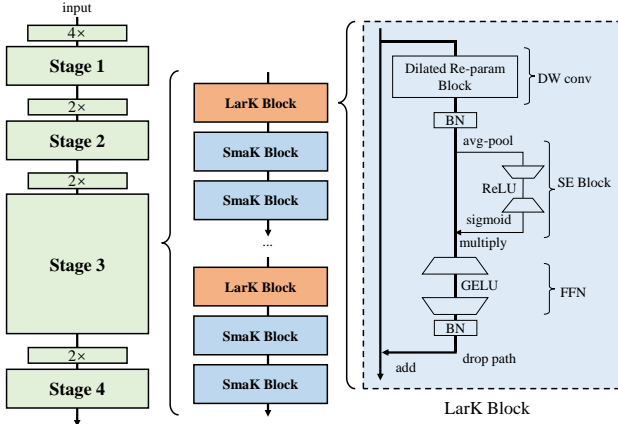 input
4×
Stage 1
2×
Stage 2
2×
Stage 3
2×
Stage 4
LarK Block
SmaK Block
SmaK Block
...
LarK Block
SmaK Block
SmaK Block
Dilated Re-param
Block
DW conv
BN
avg-pool
ReLU
SE Block
sigmoid
multiply
GELU
FFN
BN
drop path
add
LarK Block